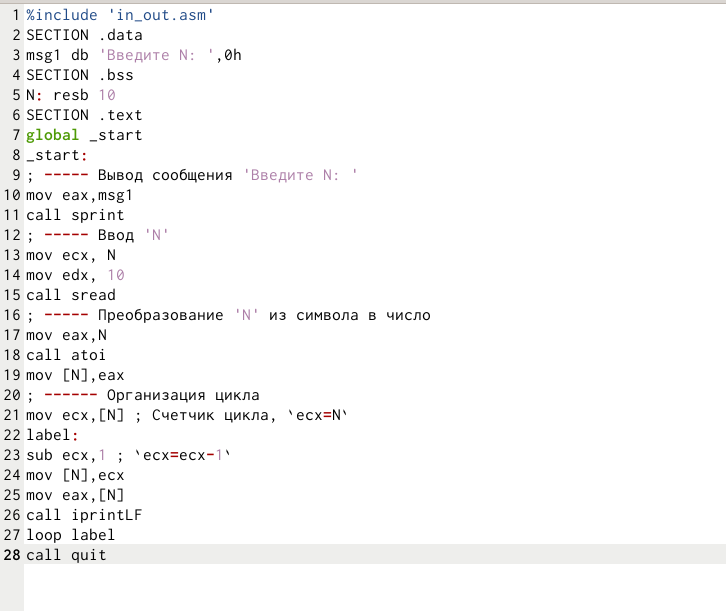 1 %include 'in_out.asm'
2 SECTION .data
3 msg1 db 'Введите N: ',0h
4 SECTION .bss
5 N: resb 10
6 SECTION .text
7 global _start
8 _start:
9 ; ----- Вывод сообщения 'Введите N: '
10 mov eax,msg1
11 call sprint
12 ; ----- Ввод 'N'
13 mov ecx, N
14 mov edx, 10
15 call sread
16 ; ----- Преобразование 'N' из символа в число
17 mov eax,N
18 call atoi
19 mov [N],eax
20 ; ------ Организация цикла
21 mov ecx,[N] ; Счетчик цикла, `ecx=N`
22 label:
23 sub ecx,1 ; `ecx=ecx-1`
24 mov [N],ecx
25 mov eax,[N]
26 call iprintLF
27 loop label
28 call quit